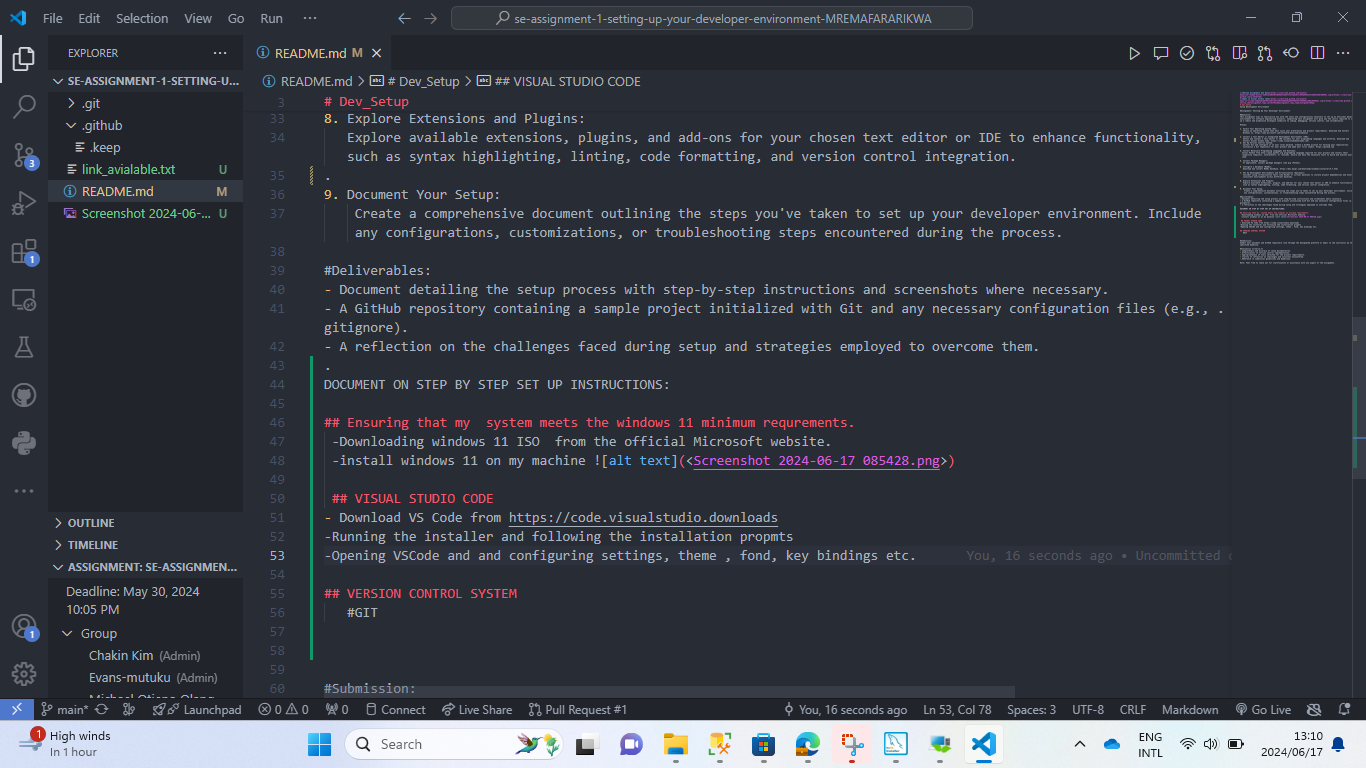 File Edit Selection View Go Run ···
se-assignment-1-setting-up-your-developer-environment-MREMAFARARIKWA
EXPLORER ···
README.md M
SE-ASSIGNMENT-1-SETTING-U...
README.md > # Dev_Setup > ## VISUAL STUDIO CODE
.git
3 # Dev_Setup
33 8. Explore Extensions and Plugins:
.github
34 Explore available extensions, plugins, and add-ons for your chosen text editor or IDE to enhance functionality,
.keep
such as syntax highlighting, linting, code formatting, and version control integration.
link_avialable.txt U
35 .
README.md M
36 9. Document Your Setup:
Screenshot 2024-06-... U
37 Create a comprehensive document outlining the steps you've taken to set up your developer environment. Include
any configurations, customizations, or troubleshooting steps encountered during the process.
38
39 #Deliverables:
40 - Document detailing the setup process with step-by-step instructions and screenshots where necessary.
41 - A GitHub repository containing a sample project initialized with Git and any necessary configuration files (e.g., .
gitignore).
42 - A reflection on the challenges faced during setup and strategies employed to overcome them.
43 .
44 DOCUMENT ON STEP BY STEP SET UP INSTRUCTIONS:
45
46 ## Ensuring that my  system meets the windows 11 minimum requrements.
47 -Downloading windows 11 ISO  from the official Microsoft website.
48 -install windows 11 on my machine ![alt text](<Screenshot 2024-06-17 085428.png>)
49
50 ## VISUAL STUDIO CODE
51 - Download VS Code from https://code.visualstudio.downloads
52 -Running the installer and following the installation propmts
53 -Opening VSCode and and configuring settings, theme , fond, key bindings etc. You, 16 seconds ago • Uncommitted c
54
55 ## VERSION CONTROL SYSTEM
56 #GIT
57
58
59
60 #Submission:
OUTLINE
TIMELINE
ASSIGNMENT: SE-ASSIGNMEN...
Deadline: May 30, 2024
10:05 PM
Group
Chakin Kim (Admin)
Evans-mutuku (Admin)
3
1
1
main* Launchpad 0 0 0 Connect Live Share Pull Request #1 You, 16 seconds ago Ln 53, Col 78 Spaces: 3 UTF-8 CRLF Markdown Go Live
1
High winds
In 1 hour
Search
ENG
INTL
13:10
2024/06/17